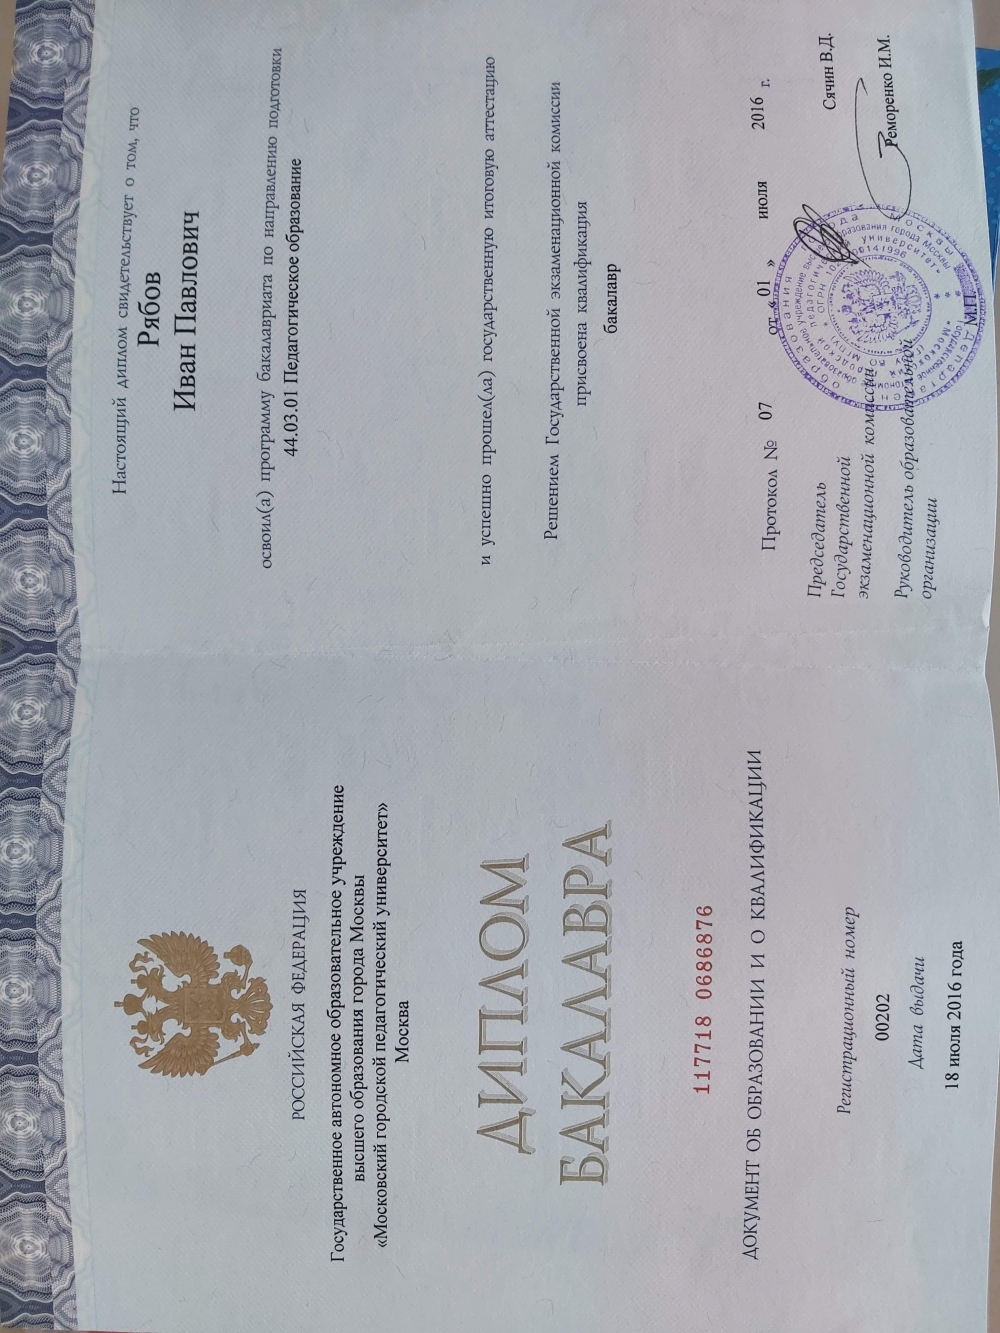 РОССИЙСКАЯ ФЕДЕРАЦИЯ
Государственное автономное образовательное учреждение
высшего образования города Москвы
«Московский городской педагогический университет»
Москва
ДИПЛОМ
БАКАЛАВРА
117718 0686876
ДОКУМЕНТ ОБ ОБРАЗОВАНИИ И О КВАЛИФИКАЦИИ
Регистрационный номер
00202
Дата выдачи
18 июля 2016 года
Настоящий диплом свидетельствует о том, что
Рябов
Иван Павлович
освоил(а) программу бакалавриата по направлению подготовки
44.03.01 Педагогическое образование
и успешно прошел(ла) государственную итоговую аттестацию
Решением Государственной экзаменационной комиссии
присвоена квалификация
бакалавр
Протокол № 07 от « 01 » июля 2016 г.
Председатель
Государственной
экзаменационной комиссии Сячин В.Д.
Руководитель образовательной
организации Реморенко И.М.
М.П.